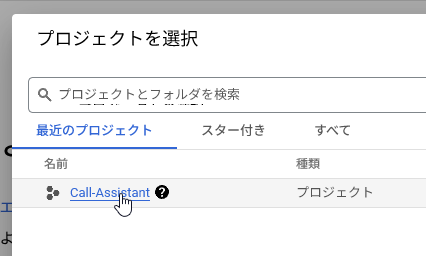 プロジェクトを選択
プロジェクトとフォルダを検索
最近のプロジェクト スター付き すべて
名前 種類
Call-Assistant プロジェクト
エ
よ